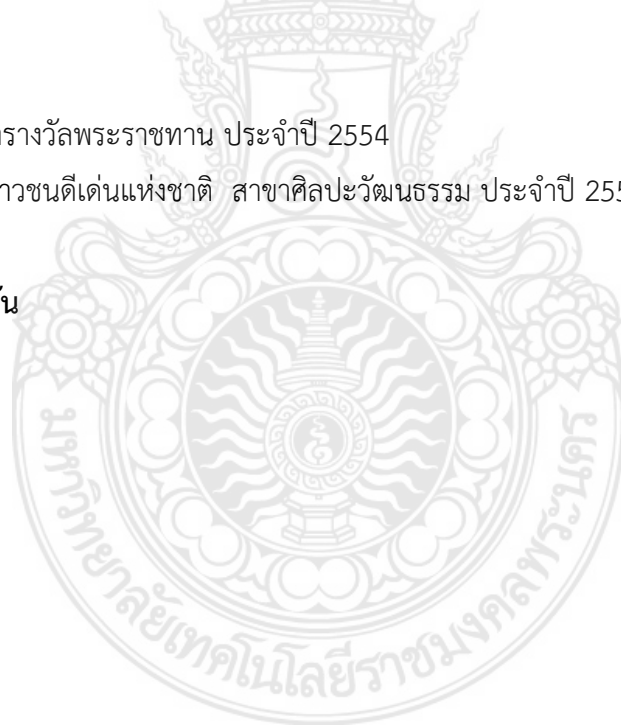 รางวัลพระราชทาน ประจำปี 2554
าวชนดีเด่นแห่งชาติ สาขาศิลปะวัฒนธรรม ประจำปี 255
ัน
มหาวิทยาลัยเทคโนโลยีราชมงคลพระนคร